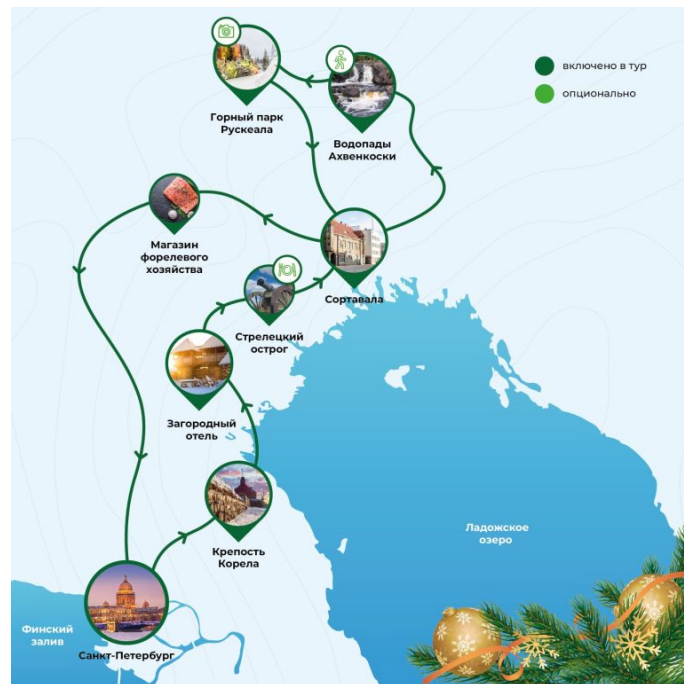 включено в тур
опционально
Горный парк
Рускеала
Водопады
Ахвенкоски
Магазин
форелевого
хозяйства
Сортавала
Стрелецкий
острог
Загородный
отель
Крепость
Корела
Ладожское
озеро
Финский
залив
Санкт-Петербург